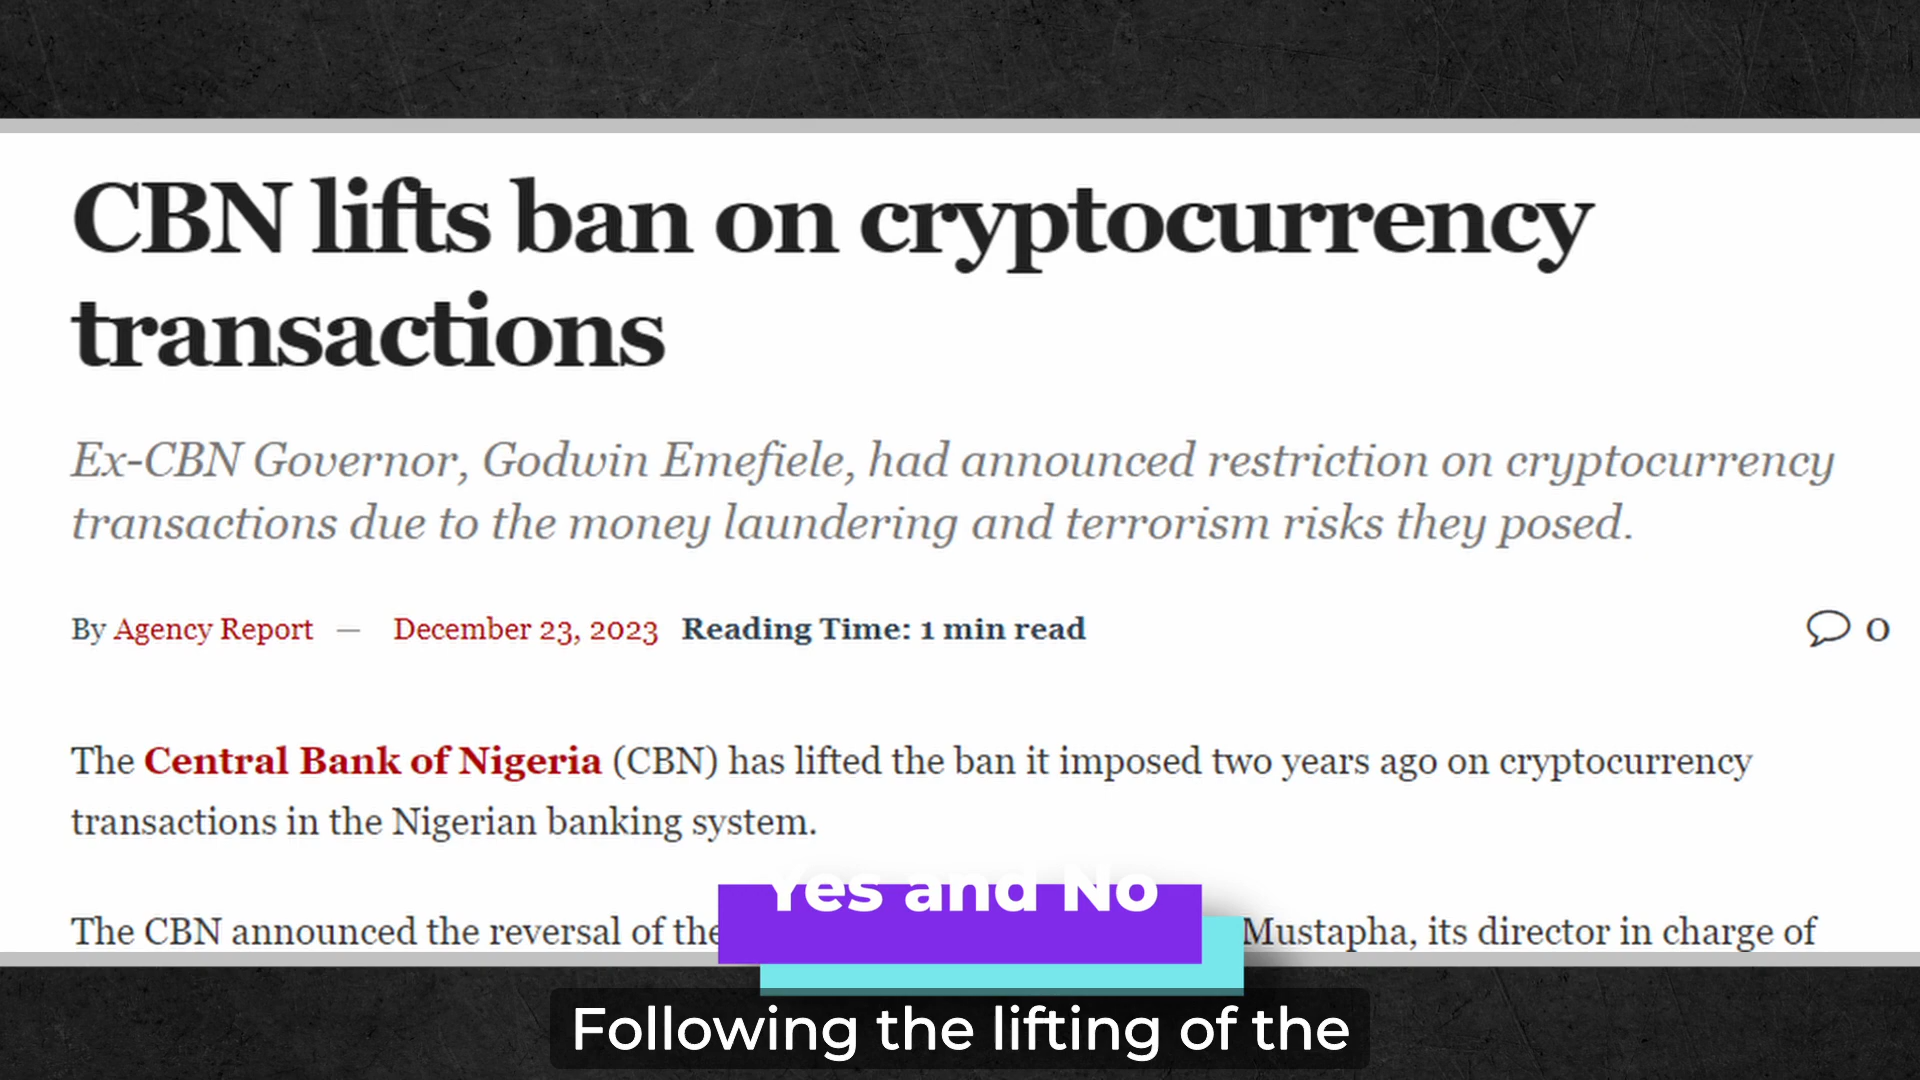 CBN lifts ban on cryptocurrency
transactions
Ex-CBN Governor, Godwin Emefiele, had announced restriction on cryptocurrency
transactions due to the money laundering and terrorism risks they posed.
By Agency Report — December 23, 2023 Reading Time: 1 min read 0
The Central Bank of Nigeria (CBN) has lifted the ban it imposed two years ago on cryptocurrency
transactions in the Nigerian banking system.
Yes and No
The CBN announced the reversal of the Mustapha, its director in charge of
Following the lifting of the